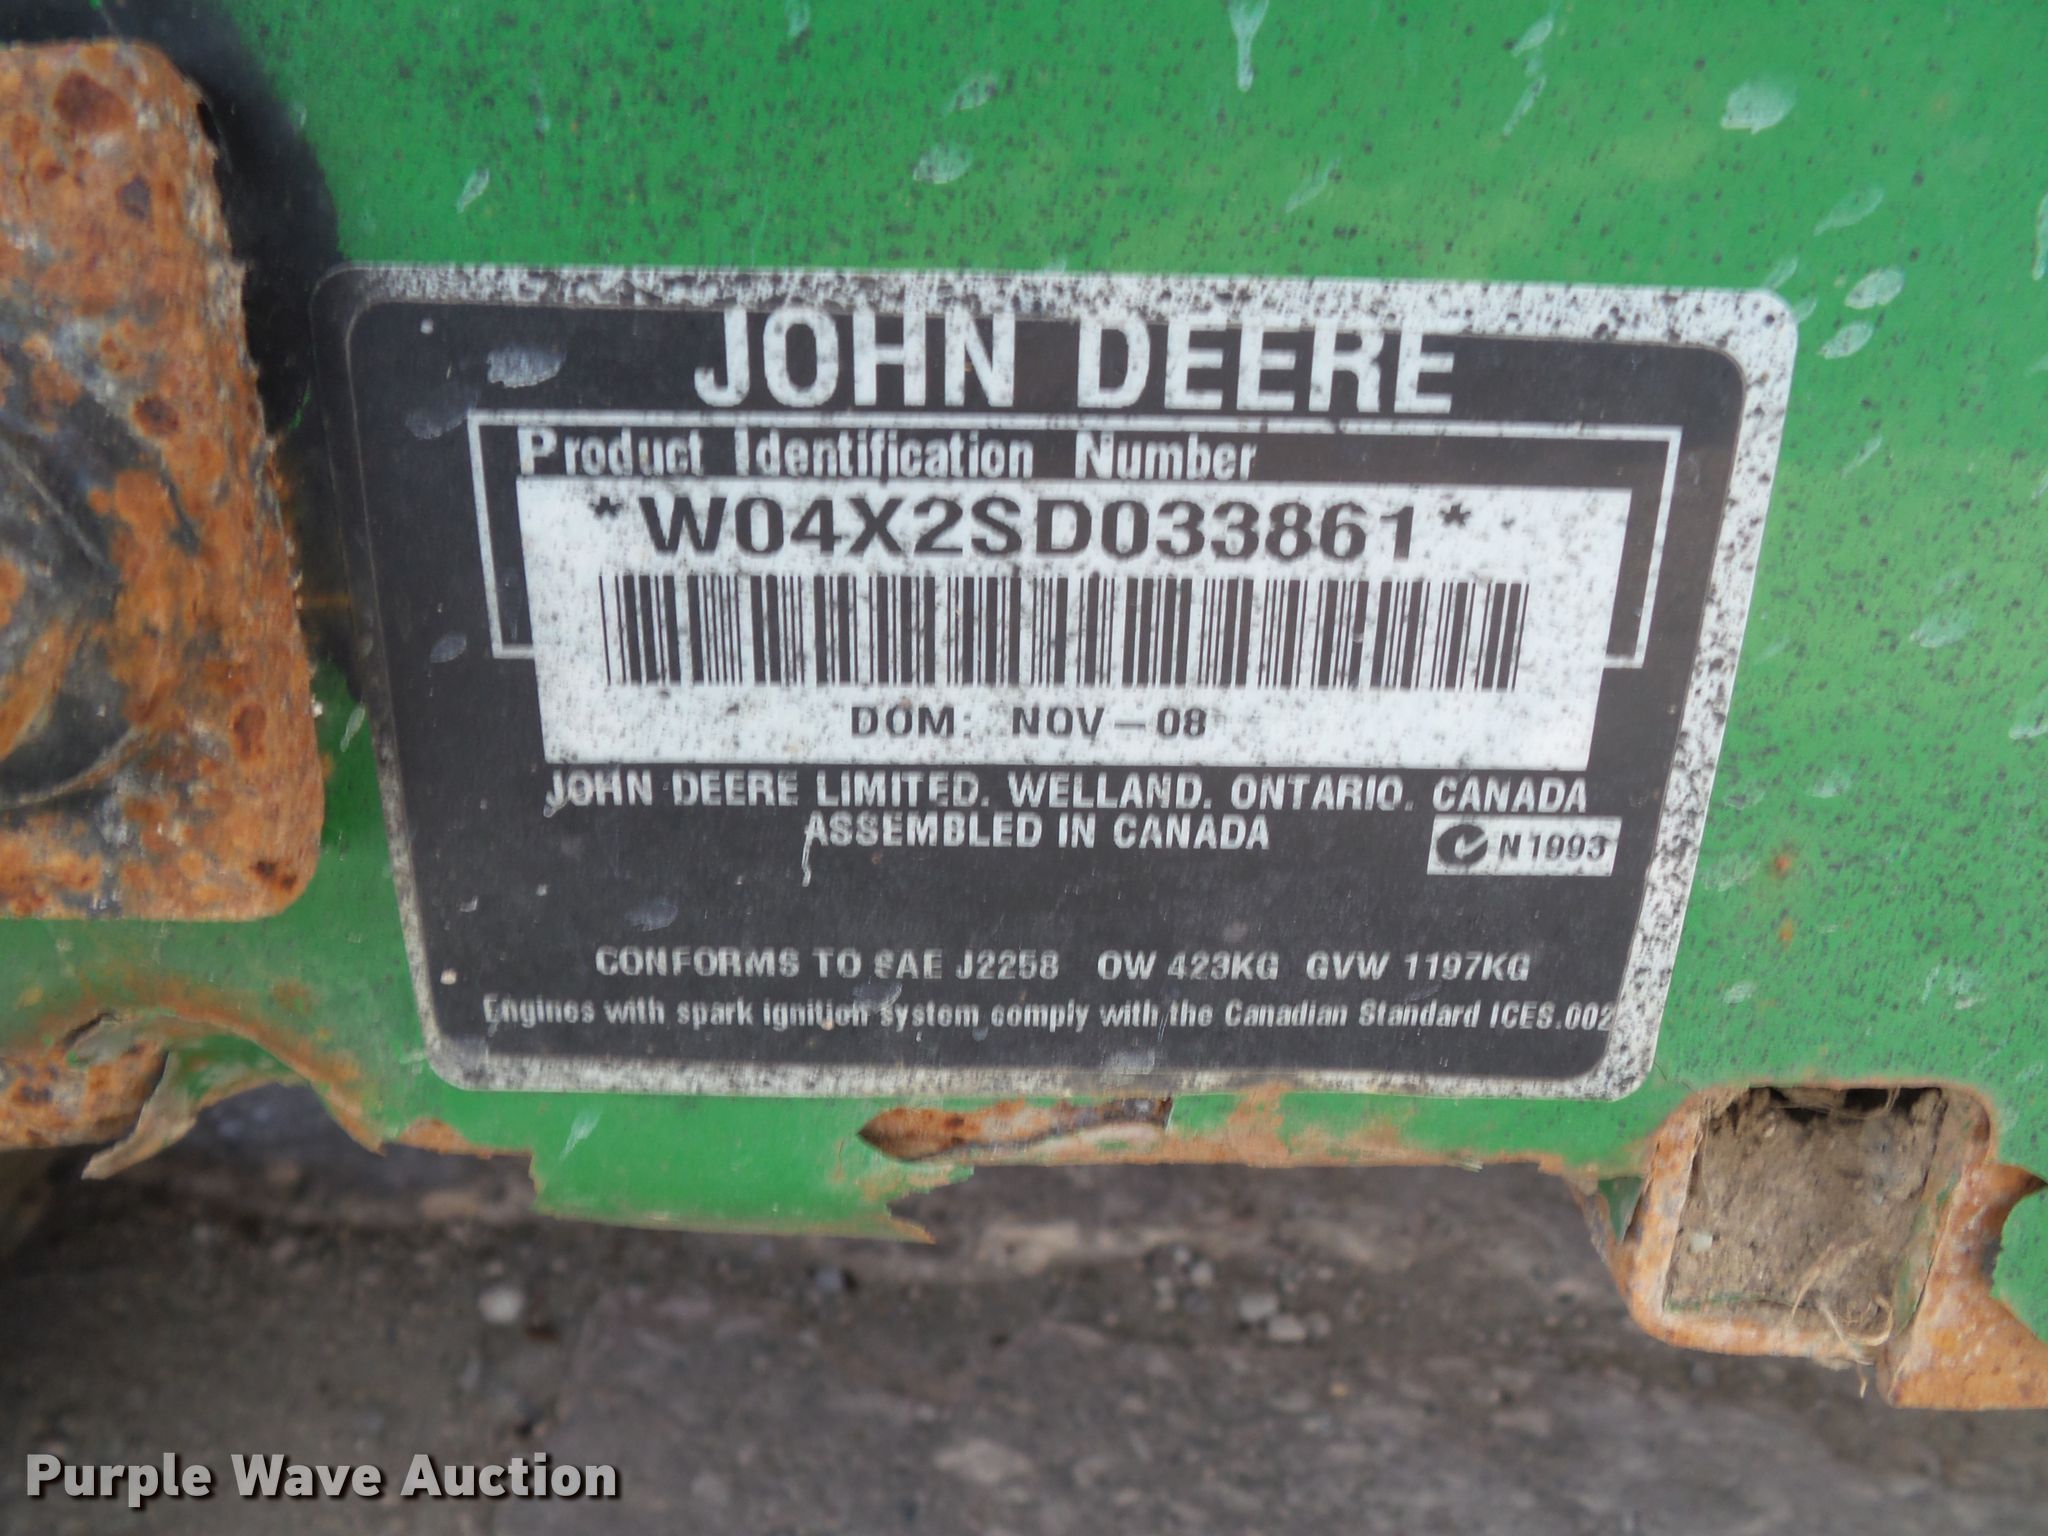 JOHN DEERE
Product Identification Number
*W04X2SD033861*
DOM: NOV-08
JOHN DEERE LIMITED. WELLAND. ONTARIO. CANADA
ASSEMBLED IN CANADA
N1993
CONFORMS TO SAE J2258 OW 423KG GVW 1197KG
Engines with spark ignition system comply with the Canadian Standard ICES.002
Purple Wave Auction